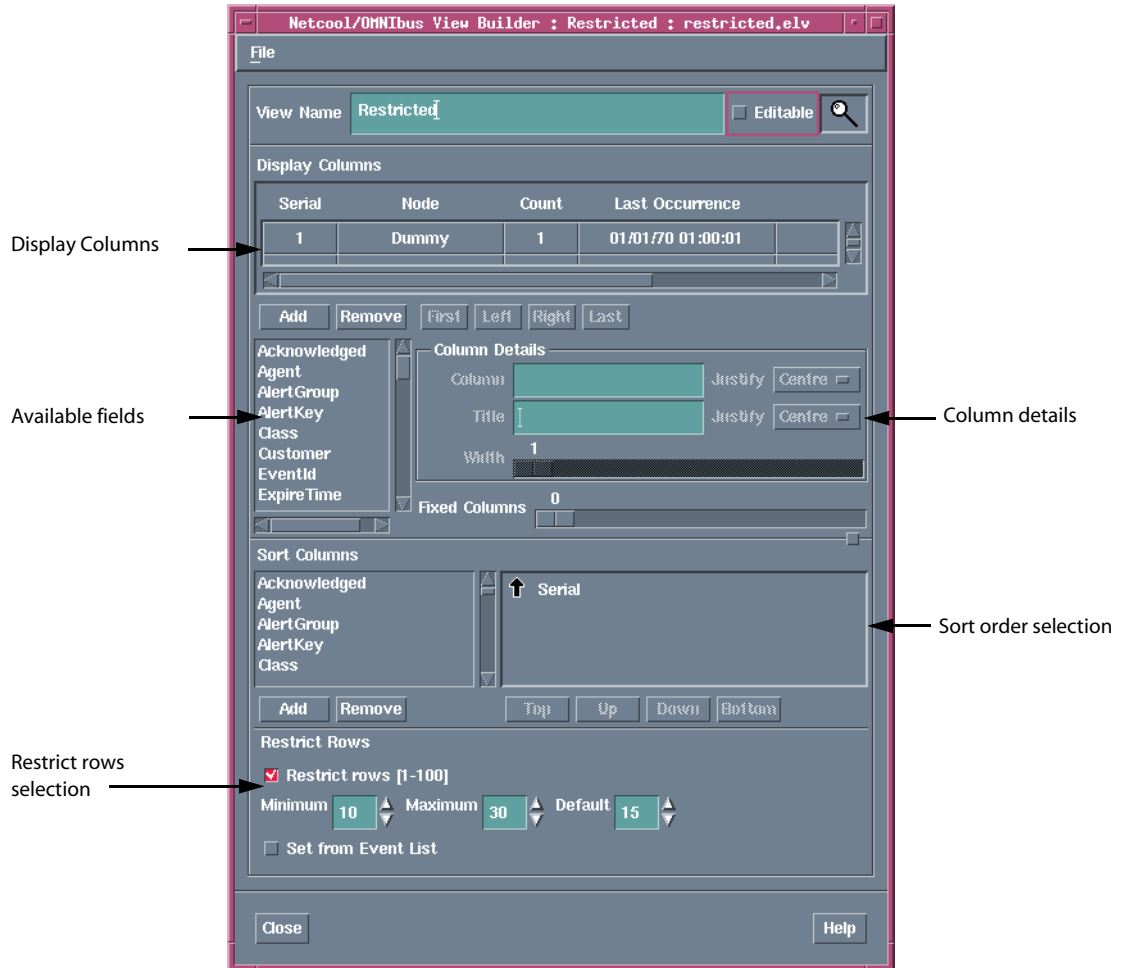 Netcool/OMNIbus View Builder : Restricted : restricted.elv
File
View Name Restricted Editable
Display Columns
Serial Node Count Last Occurrence
1 Dummy 1 01/01/70 01:00:01
Display Columns
Add Remove First Left Right Last
Acknowledged
Agent
AlertGroup
AlertKey
Class
Customer
EventId
ExpireTime
Available fields
Column Details
Column Justify Centre
Title Justify Centre
Width 1
Column details
Fixed Columns 0
Sort Columns
Acknowledged
Agent
AlertGroup
AlertKey
Class
Serial
Sort order selection
Add Remove Top Up Down Bottom
Restrict Rows
Restrict rows
selection
Restrict rows [1-100]
Minimum 10 Maximum 30 Default 15
Set from Event List
Close Help